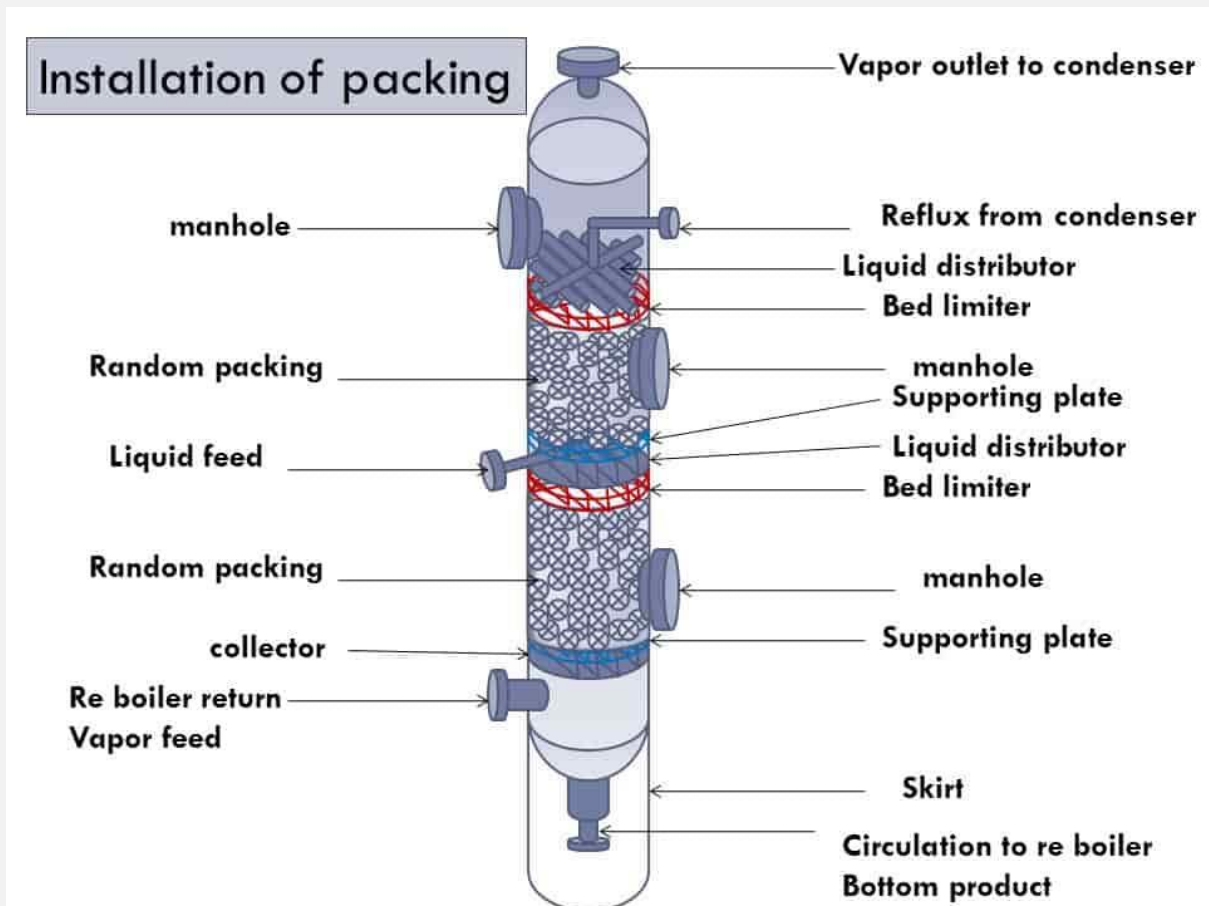 Installation of packing
Vapor outlet to condenser
manhole
Reflux from condenser
Liquid distributor
Bed limiter
Random packing
manhole
Supporting plate
Liquid feed
Liquid distributor
Bed limiter
Random packing
manhole
collector
Supporting plate
Re boiler return
Vapor feed
Skirt
Circulation to re boiler
Bottom product